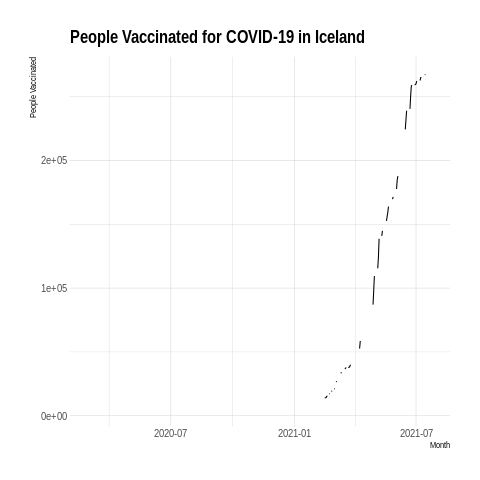 People Vaccinated for COVID-19 in Iceland
People Vaccinated
2e+05
1e+05
0e+00
2020-07
2021-01
2021-07
Month